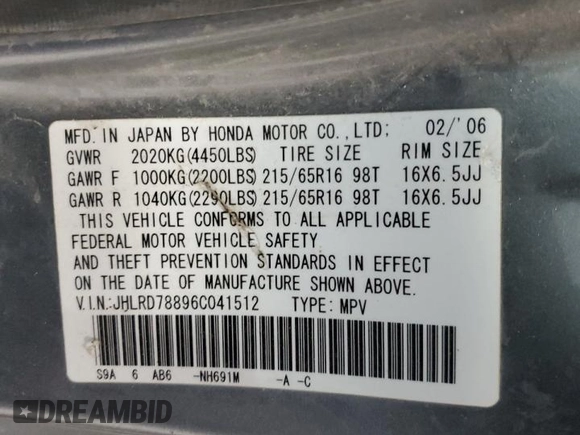 MFD. IN JAPAN BY HONDA MOTOR CO., LTD; 02/'06
GVWR 2020KG(4450LBS) TIRE SIZE RIM SIZE
GAWR F 1000KG(2200LBS) 215/65R16 98T 16X6.5JJ
GAWR R 1040KG(2290LBS) 215/65R16 98T 16X6.5JJ
THIS VEHICLE CONFORMS TO ALL APPLICABLE
FEDERAL MOTOR VEHICLE SAFETY
AND THEFT PREVENTION STANDARDS IN EFFECT
ON THE DATE OF MANUFACTURE SHOWN ABOVE.
V.I.N.:JHLRD78896C041512 TYPE: MPV
S9A 6 AB6 -NH691M -A -C
DREAMBID